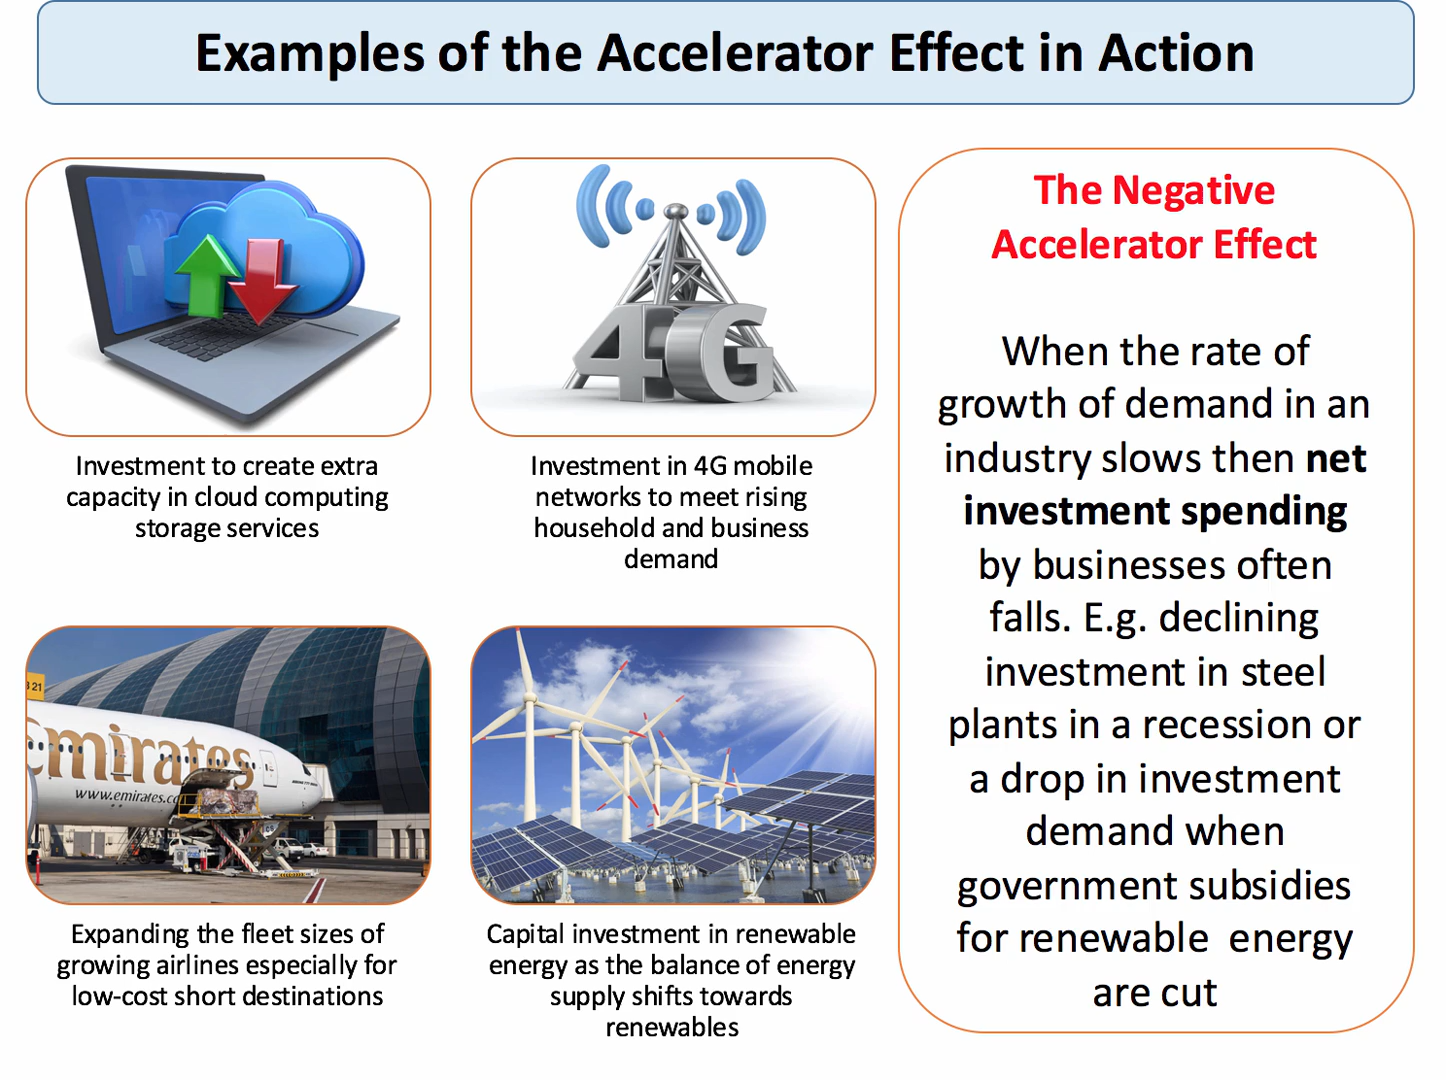 Examples of the Accelerator Effect in Action
4G
Investment to create extra
capacity in cloud computing
storage services
Investment in 4G mobile
networks to meet rising
household and business
demand
21
Emirates
www.emirates.co
Expanding the fleet sizes of
growing airlines especially for
low-cost short destinations
Capital investment in renewable
energy as the balance of energy
supply shifts towards
renewables
The Negative
Accelerator Effect
When the rate of
growth of demand in an
industry slows then net
investment spending
by businesses often
falls. E.g. declining
investment in steel
plants in a recession or
a drop in investment
demand when
government subsidies
for renewable  energy
are cut